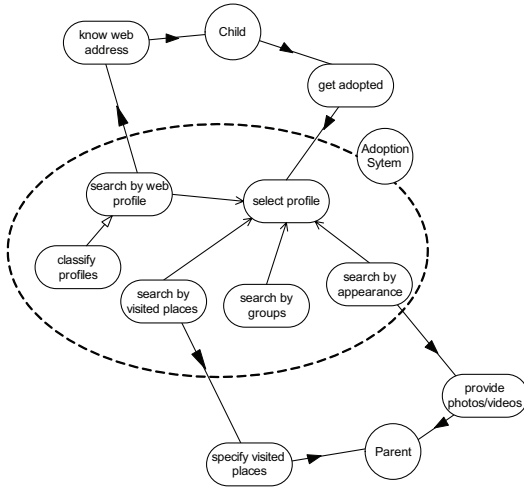 know web
address
Child
get adopted
Adoption
Sytem
search by web
profile
select profile
classify
profiles
search by
visited places
search by
groups
search by
appearance
provide
photos/videos
specify visited
places
Parent